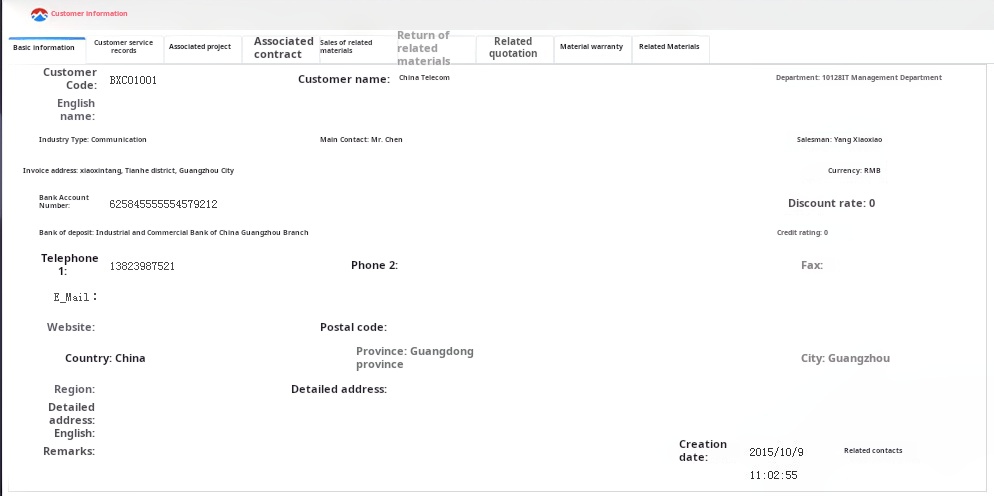 Customer information
Basic information
Customer service
records
Associated project
Associated
contract
Sales of related
materials
Return of
related
materials
Related
quotation
Material warranty
Related Materials
Customer
Code:
BXC01001
Customer name:
China Telecom
Department: 10128IT Management Department
English
name:
Industry Type: Communication
Main Contact: Mr. Chen
Salesman: Yang Xiaoxiao
Invoice address: xiaoxintang, Tianhe district, Guangzhou City
Currency: RMB
Bank Account
Number:
625845555554579212
Discount rate: 0
Bank of deposit: Industrial and Commercial Bank of China Guangzhou Branch
Credit rating: 0
Telephone
1:
13823987521
Phone 2:
Fax:
E_Mail:
Website:
Postal code:
Country: China
Province: Guangdong
province
City: Guangzhou
Region:
Detailed address:
Detailed
address:
English:
Remarks:
Creation
date:
2015/10/9
11:02:55
Related contacts